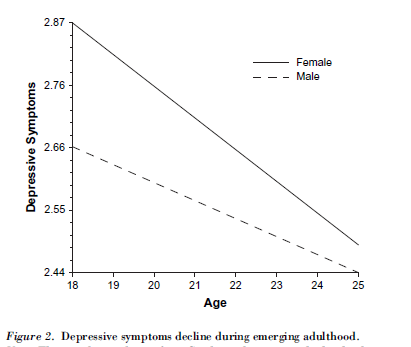 2.87
Female
Male
2.76
2.66
2.55
2.44
Depressive Symptoms
18 19 20 21 22 23 24 25
Age
Figure 2. Depressive symptoms decline during emerging adulthood.